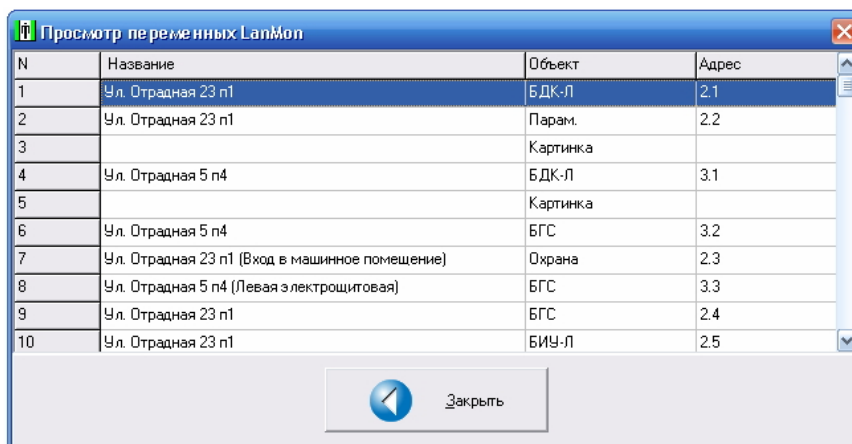 Просмотр переменных LanMon
N Название Объект Адрес
1 Ул. Отрадная 23 п1 БДК-Л 2.1
2 Ул. Отрадная 23 п1 Парам. 2.2
3 Картинка
4 Ул. Отрадная 5 п4 БДК-Л 3.1
5 Картинка
6 Ул. Отрадная 5 п4 БГС 3.2
7 Ул. Отрадная 23 п1 (Вход в машинное помещение) Охрана 2.3
8 Ул. Отрадная 5 п4 (Левая электрощитовая) БГС 3.3
9 Ул. Отрадная 23 п1 БГС 2.4
10 Ул. Отрадная 23 п1 БИУ-Л 2.5
Закрыть